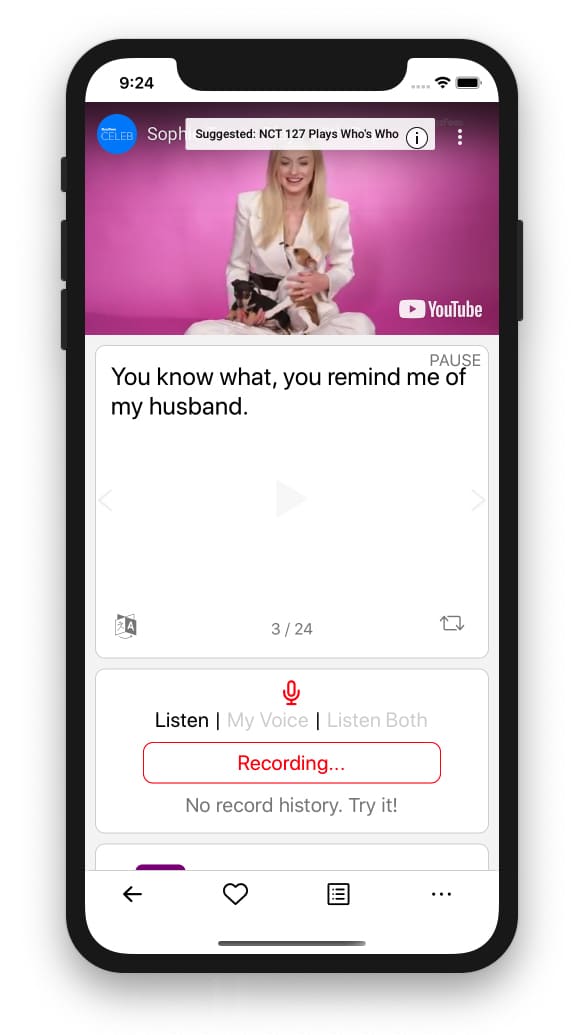 9:24
CELEB
Soph
Suggested: NCT 127 Plays Who's Who
YouTube
PAUSE
You know what, you remind me of
my husband.
文 A
3 / 24
Listen | My Voice | Listen Both
Recording...
No record history. Try it!